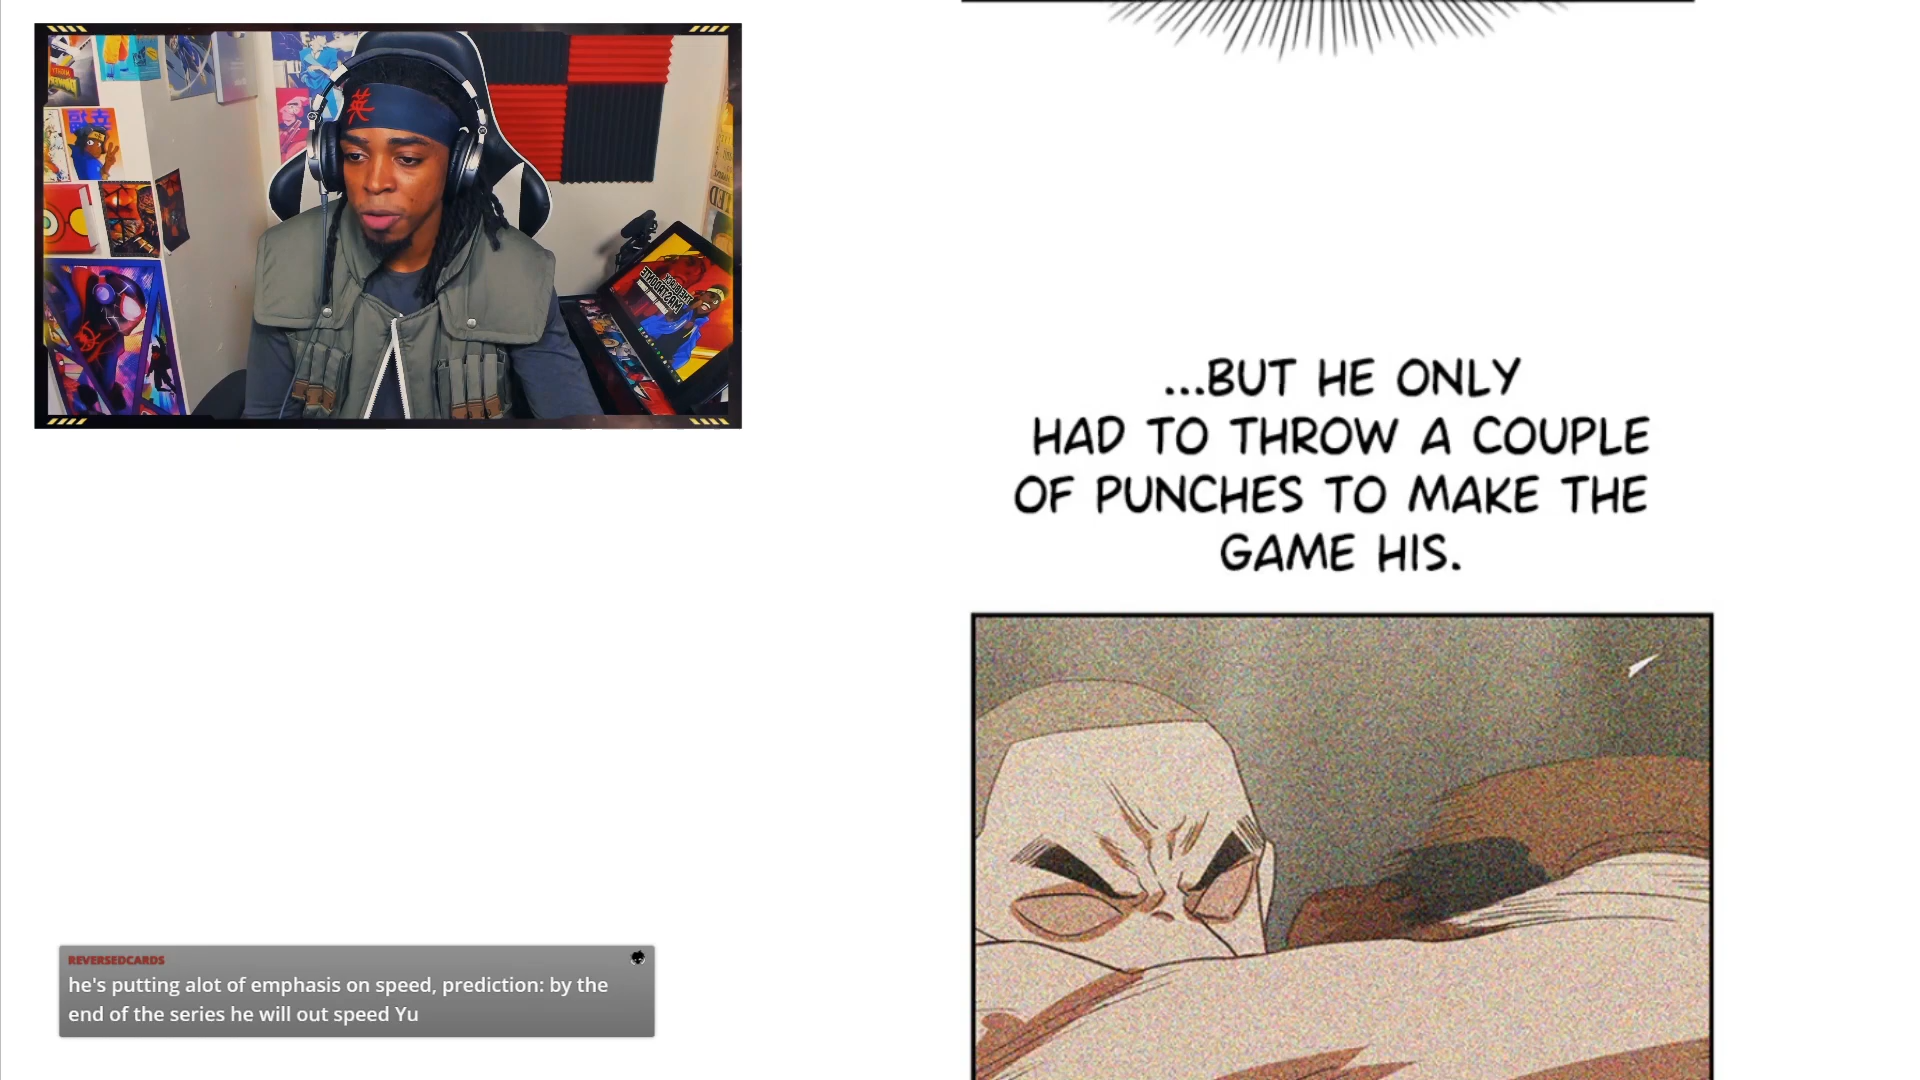 英
...BUT HE ONLY
HAD TO THROW A COUPLE
OF PUNCHES TO MAKE THE
GAME HIS.
REVERSEDCARDS
he's putting alot of emphasis on speed, prediction: by the
end of the series he will out speed Yu